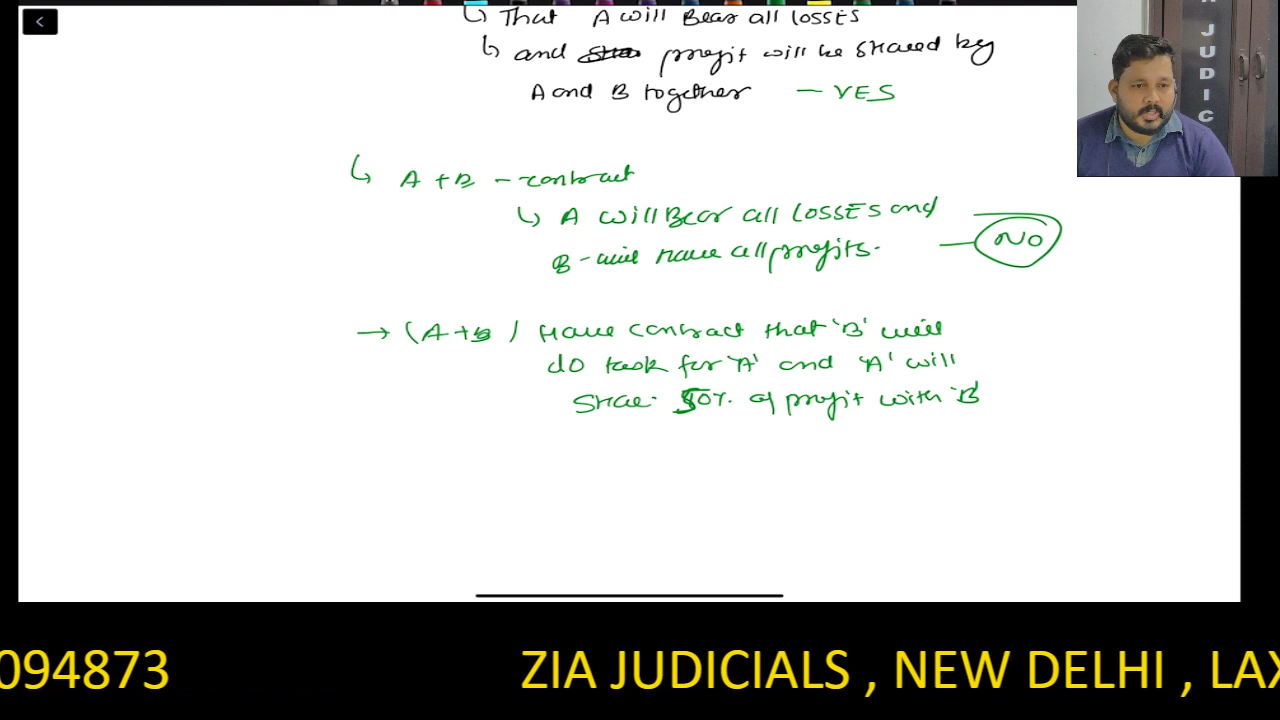 ↳ That A will Bear all losses
↳ and profit will be shared by
A and B together — YES
↳ A + B - contract
↳ A will Bear all losses and
B - will Have all profits.
NO
→ (A+B) Have contract that 'B' will
do task for 'A' and 'A' will
Share 50% of profit with 'B'
JUDIC
094873 ZIA JUDICIALS , NEW DELHI , LAX